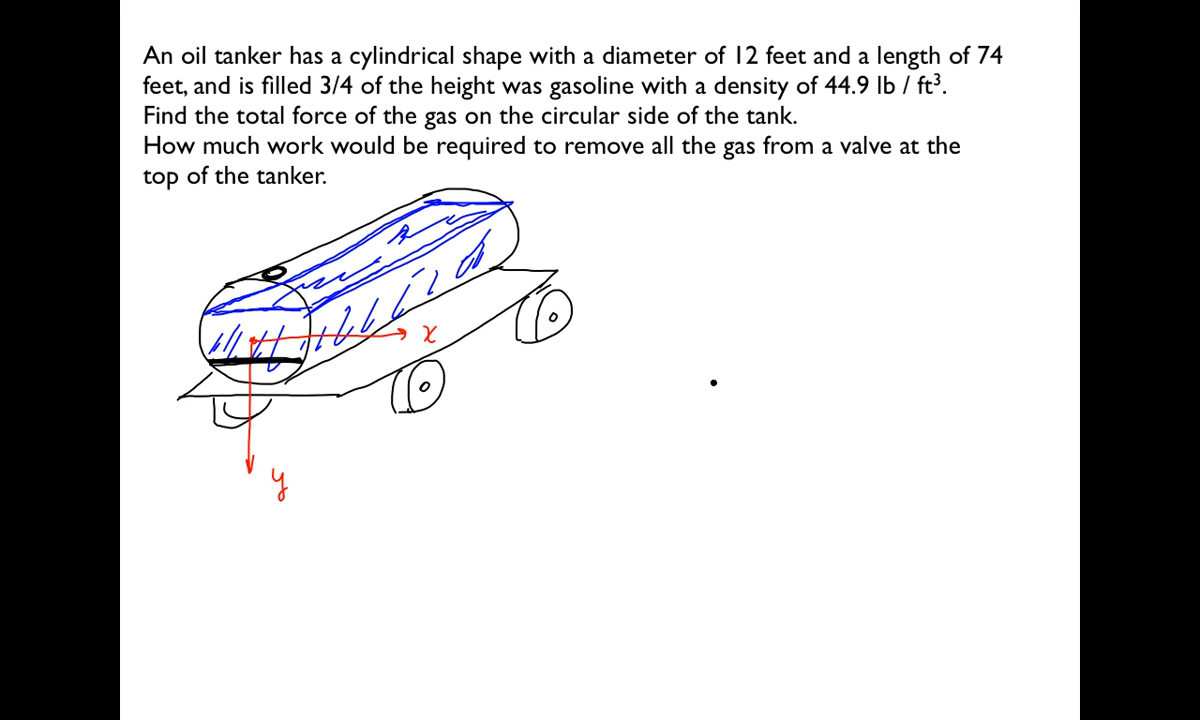 An oil tanker has a cylindrical shape with a diameter of 12 feet and a length of 74
feet, and is filled 3/4 of the height was gasoline with a density of 44.9 lb / ft³.
Find the total force of the gas on the circular side of the tank.
How much work would be required to remove all the gas from a valve at the
top of the tanker.
x
y